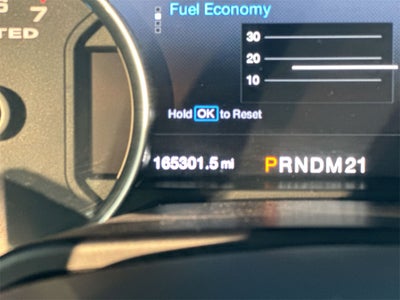 7
Fuel Economy
30
20
10
Hold OK to Reset
165301.5 mi
PRNDM21